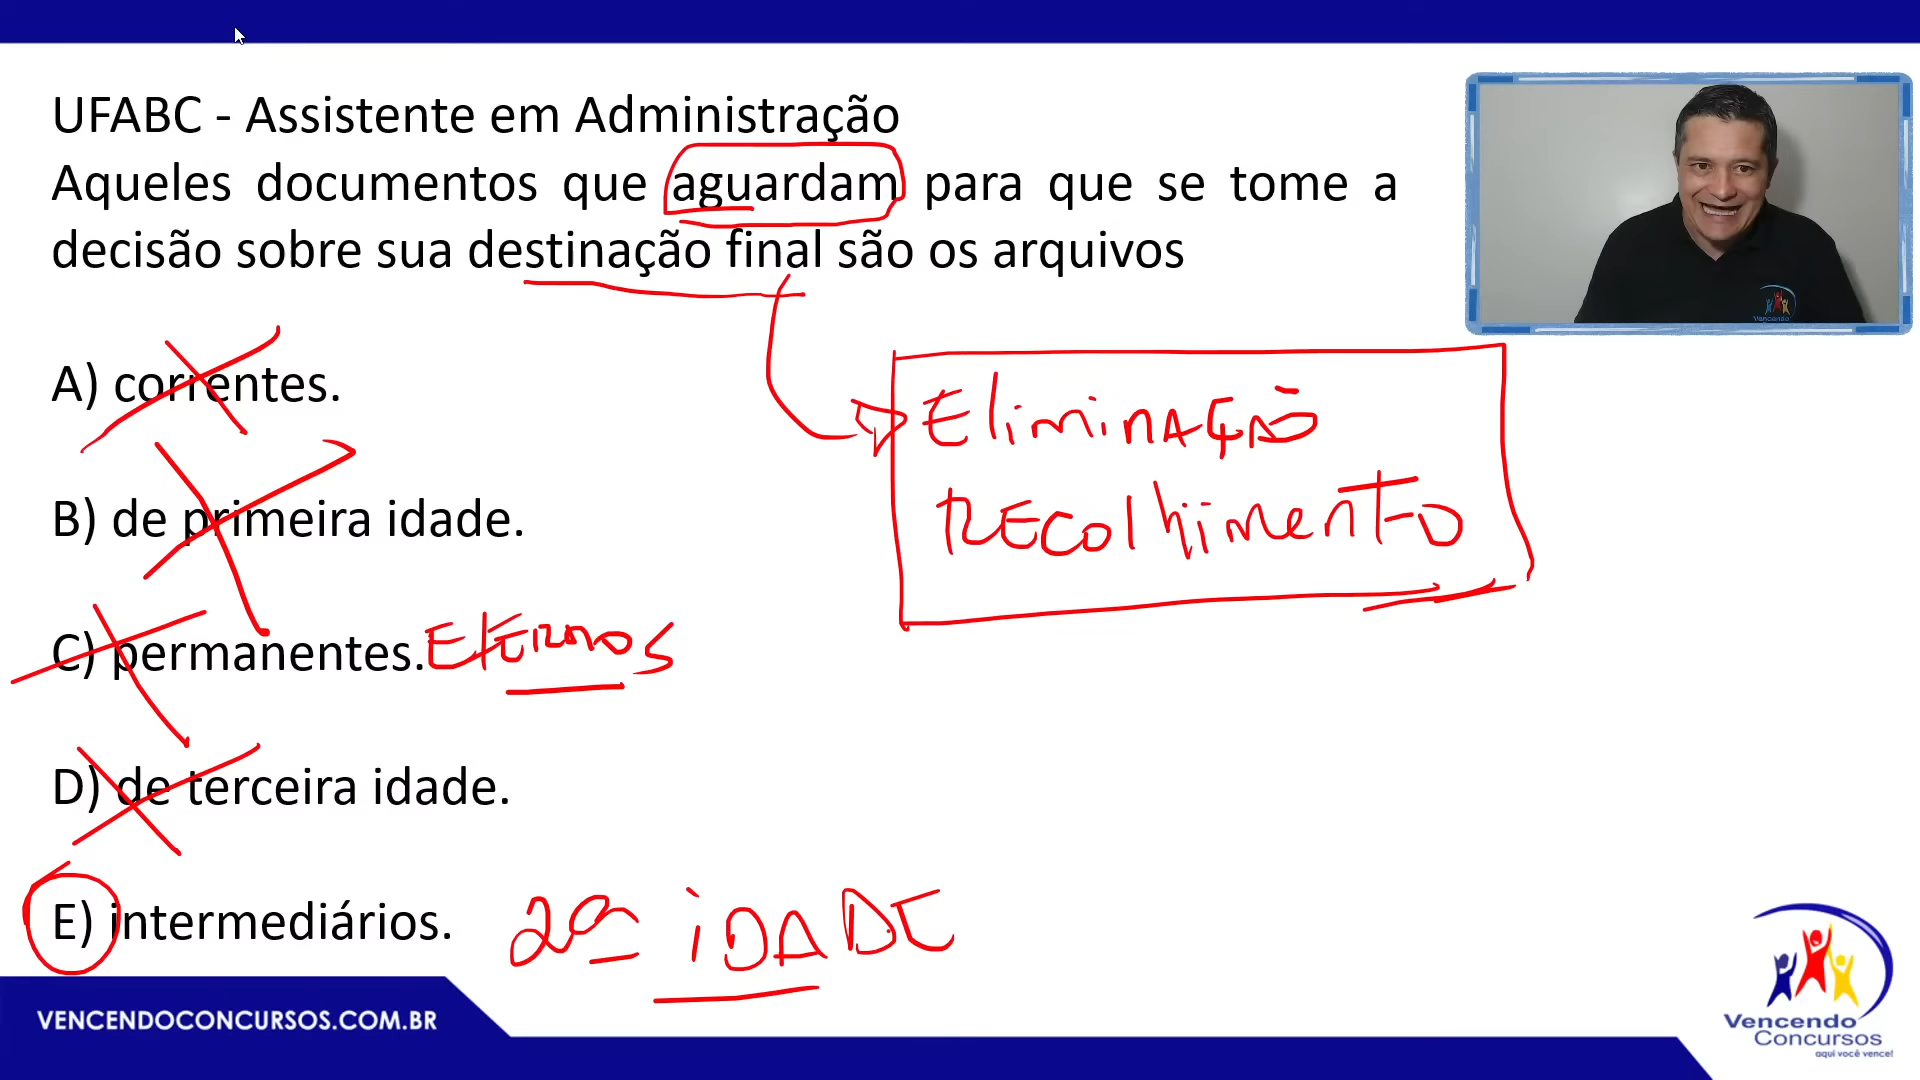 UFABC - Assistente em Administração
Aqueles documentos que aguardam para que se tome a
decisão sobre sua destinação final são os arquivos
A) correntes.
EliminAÇÃO
B) de primeira idade.
REColhimenTO
C) permanentes. ETERNOS
D) de terceira idade.
E) intermediários. 2ª iDADE
VENCENDOCONCURSOS.COM.BR
Vencendo
Concursos
aqui você vence!
Vencendo